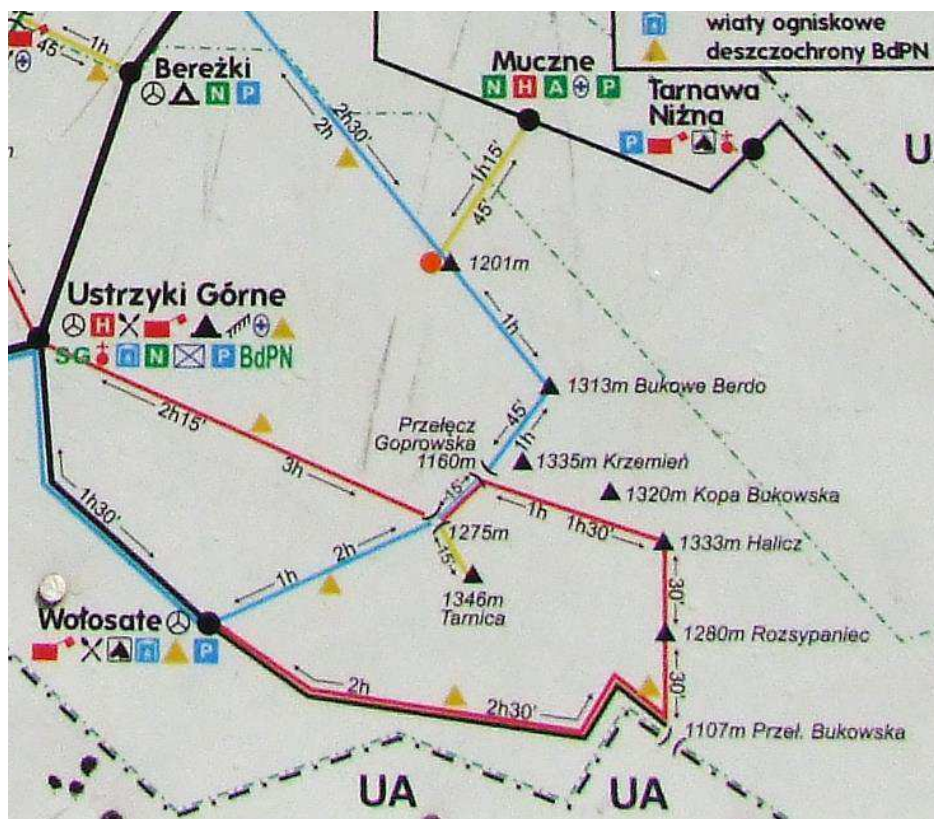 wiaty ogniskowe
deszczochrony BdPN
1h
45'
Bereżki
N P
Muczne
N H A P
Tarnawa
Niżna
P
U
2h30'
2h
1h15'
45'
1201m
Ustrzyki Górne
H
SG N P BdPN
1h
1313m Bukowe Berdo
2h15'
45'
1h
Przełęcz
Goprowska
1160m
1335m Krzemień
3h
15'
1320m Kopa Bukowska
1h30'
1h
1h30'
2h
1h
1275m
1333m Halicz
15'
1346m
Tarnica
30'
Wołosate
P
1280m Rozsypaniec
2h
2h30'
30'
1107m Przeł. Bukowska
UA
UA